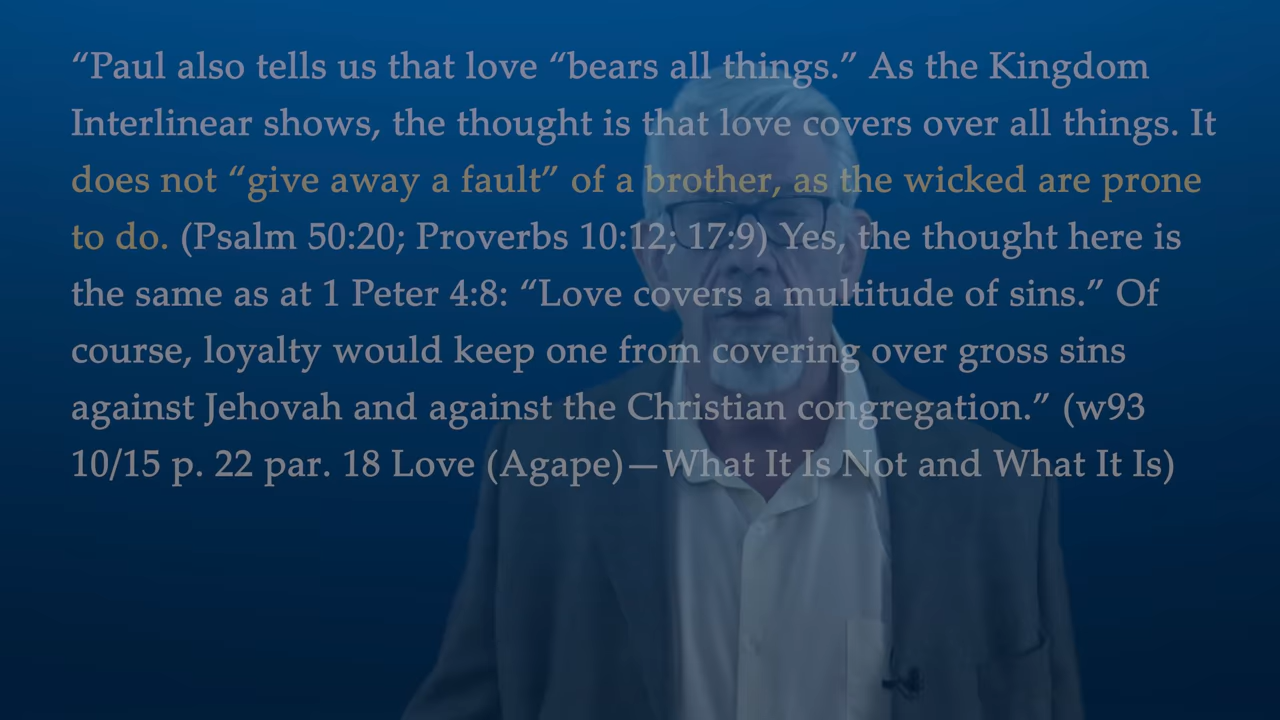 “Paul also tells us that love “bears all things.” As the Kingdom
Interlinear shows, the thought is that love covers over all things. It
does not “give away a fault” of a brother, as the wicked are prone
to do. (Psalm 50:20; Proverbs 10:12; 17:9) Yes, the thought here is
the same as at 1 Peter 4:8: “Love covers a multitude of sins.” Of
course, loyalty would keep one from covering over gross sins
against Jehovah and against the Christian congregation.” (w93
10/15 p. 22 par. 18 Love (Agape)—What It Is Not and What It Is)